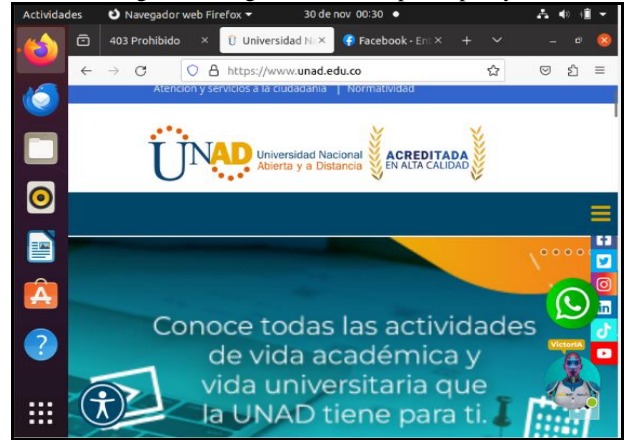 Actividades
Navegador web Firefox
30 de nov 00:30
403 Prohibido
Universidad N
Facebook - En
https://www.unad.edu.co
Atención y servicios a la ciudadanía | Normatividad
UNAD
Universidad Nacional
Abierta y a Distancia
ACREDITADA
EN ALTA CALIDAD
Conoce todas las actividades
de vida académica y
vida universitaria que
la UNAD tiene para ti.
VictorIA